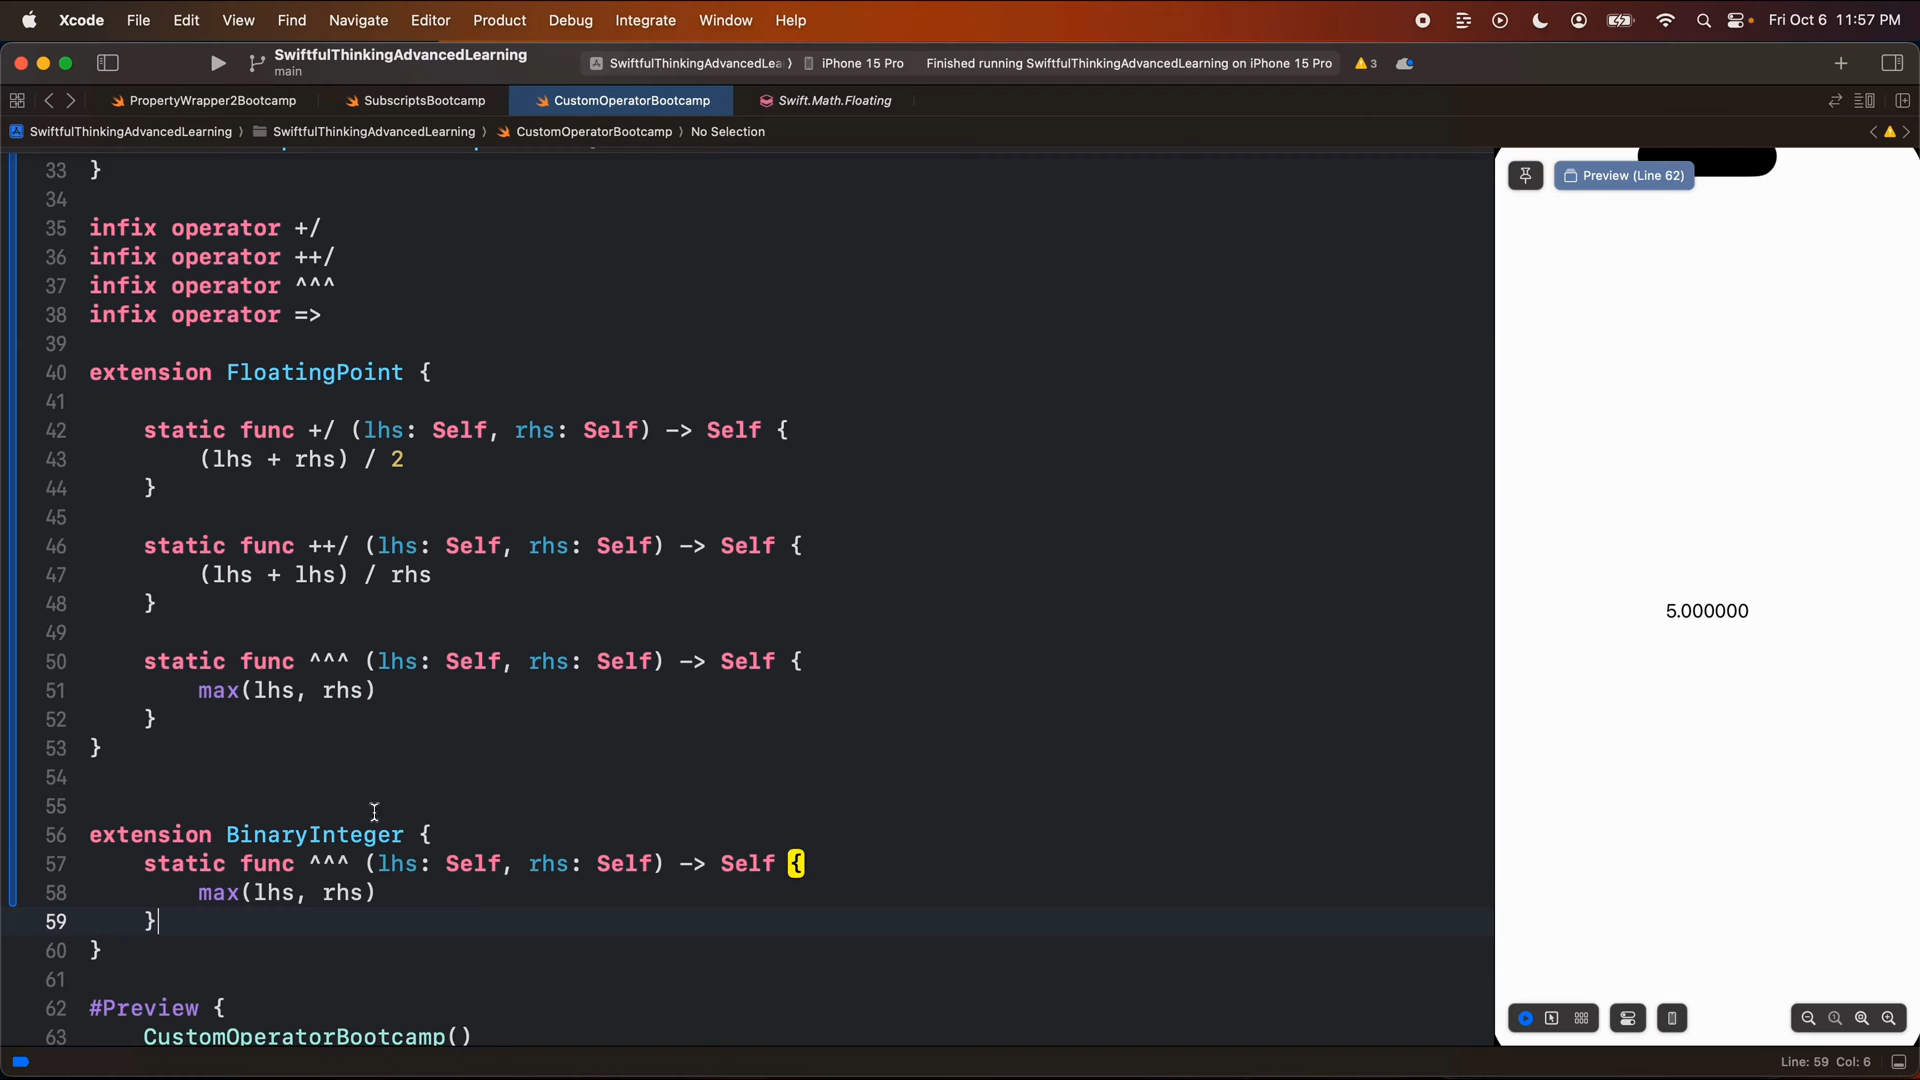 Xcode File Edit View Find Navigate Editor Product Debug Integrate Window Help Fri Oct 6 11:57 PM
SwiftfulThinkingAdvancedLearning
main
SwiftfulThinkingAdvancedLea iPhone 15 Pro Finished running SwiftfulThinkingAdvancedLearning on iPhone 15 Pro 3
PropertyWrapper2Bootcamp SubscriptsBootcamp CustomOperatorBootcamp Swift.Math.Floating
SwiftfulThinkingAdvancedLearning SwiftfulThinkingAdvancedLearning CustomOperatorBootcamp No Selection
33 }
34
35 infix operator +/
36 infix operator ++/
37 infix operator ^^^
38 infix operator =>
39
40 extension FloatingPoint {
41
42 static func +/ (lhs: Self, rhs: Self) -> Self {
43 (lhs + rhs) / 2
44 }
45
46 static func ++/ (lhs: Self, rhs: Self) -> Self {
47 (lhs + lhs) / rhs
48 }
49
50 static func ^^^ (lhs: Self, rhs: Self) -> Self {
51 max(lhs, rhs)
52 }
53 }
54
55
56 extension BinaryInteger {
57 static func ^^^ (lhs: Self, rhs: Self) -> Self {
58 max(lhs, rhs)
59 }
60 }
61
62 #Preview {
63 CustomOperatorBootcamp()
Preview (Line 62)
5.000000
Line: 59 Col: 6